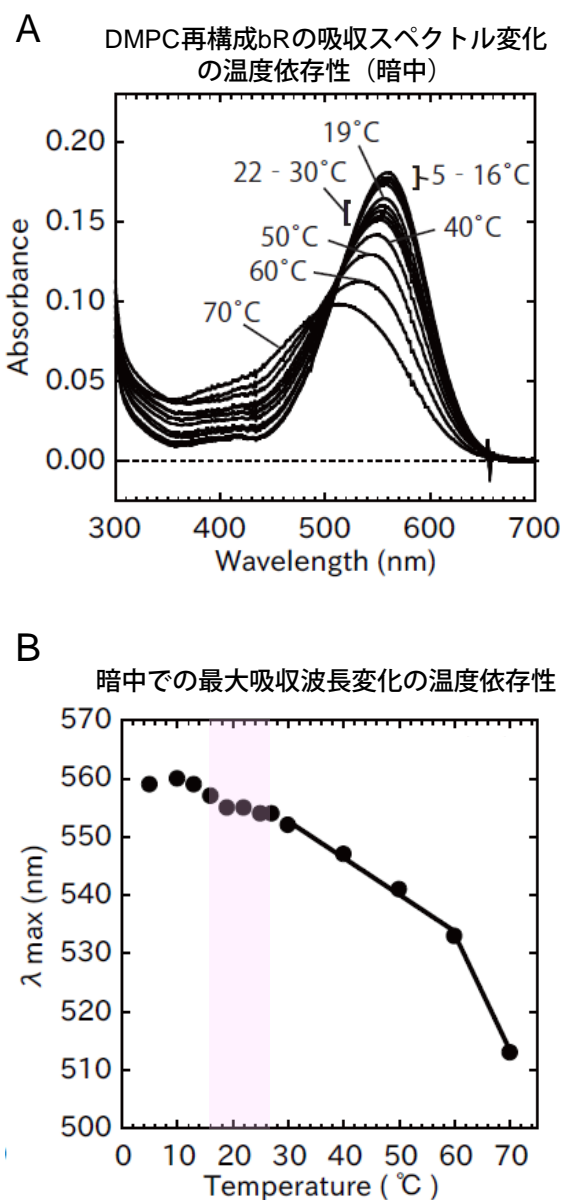 A
DMPC再構成bRの吸収スペクトル変化
の温度依存性（暗中）
0.20
0.15
0.10
0.05
0.00
Absorbance
19˚C
22 - 30˚C
5 - 16˚C
50˚C
40˚C
60˚C
70˚C
300 400 500 600 700
Wavelength (nm)
B
暗中での最大吸収波長変化の温度依存性
570
560
550
540
530
520
510
500
λ max (nm)
0 10 20 30 40 50 60 70
Temperature ( ℃ )